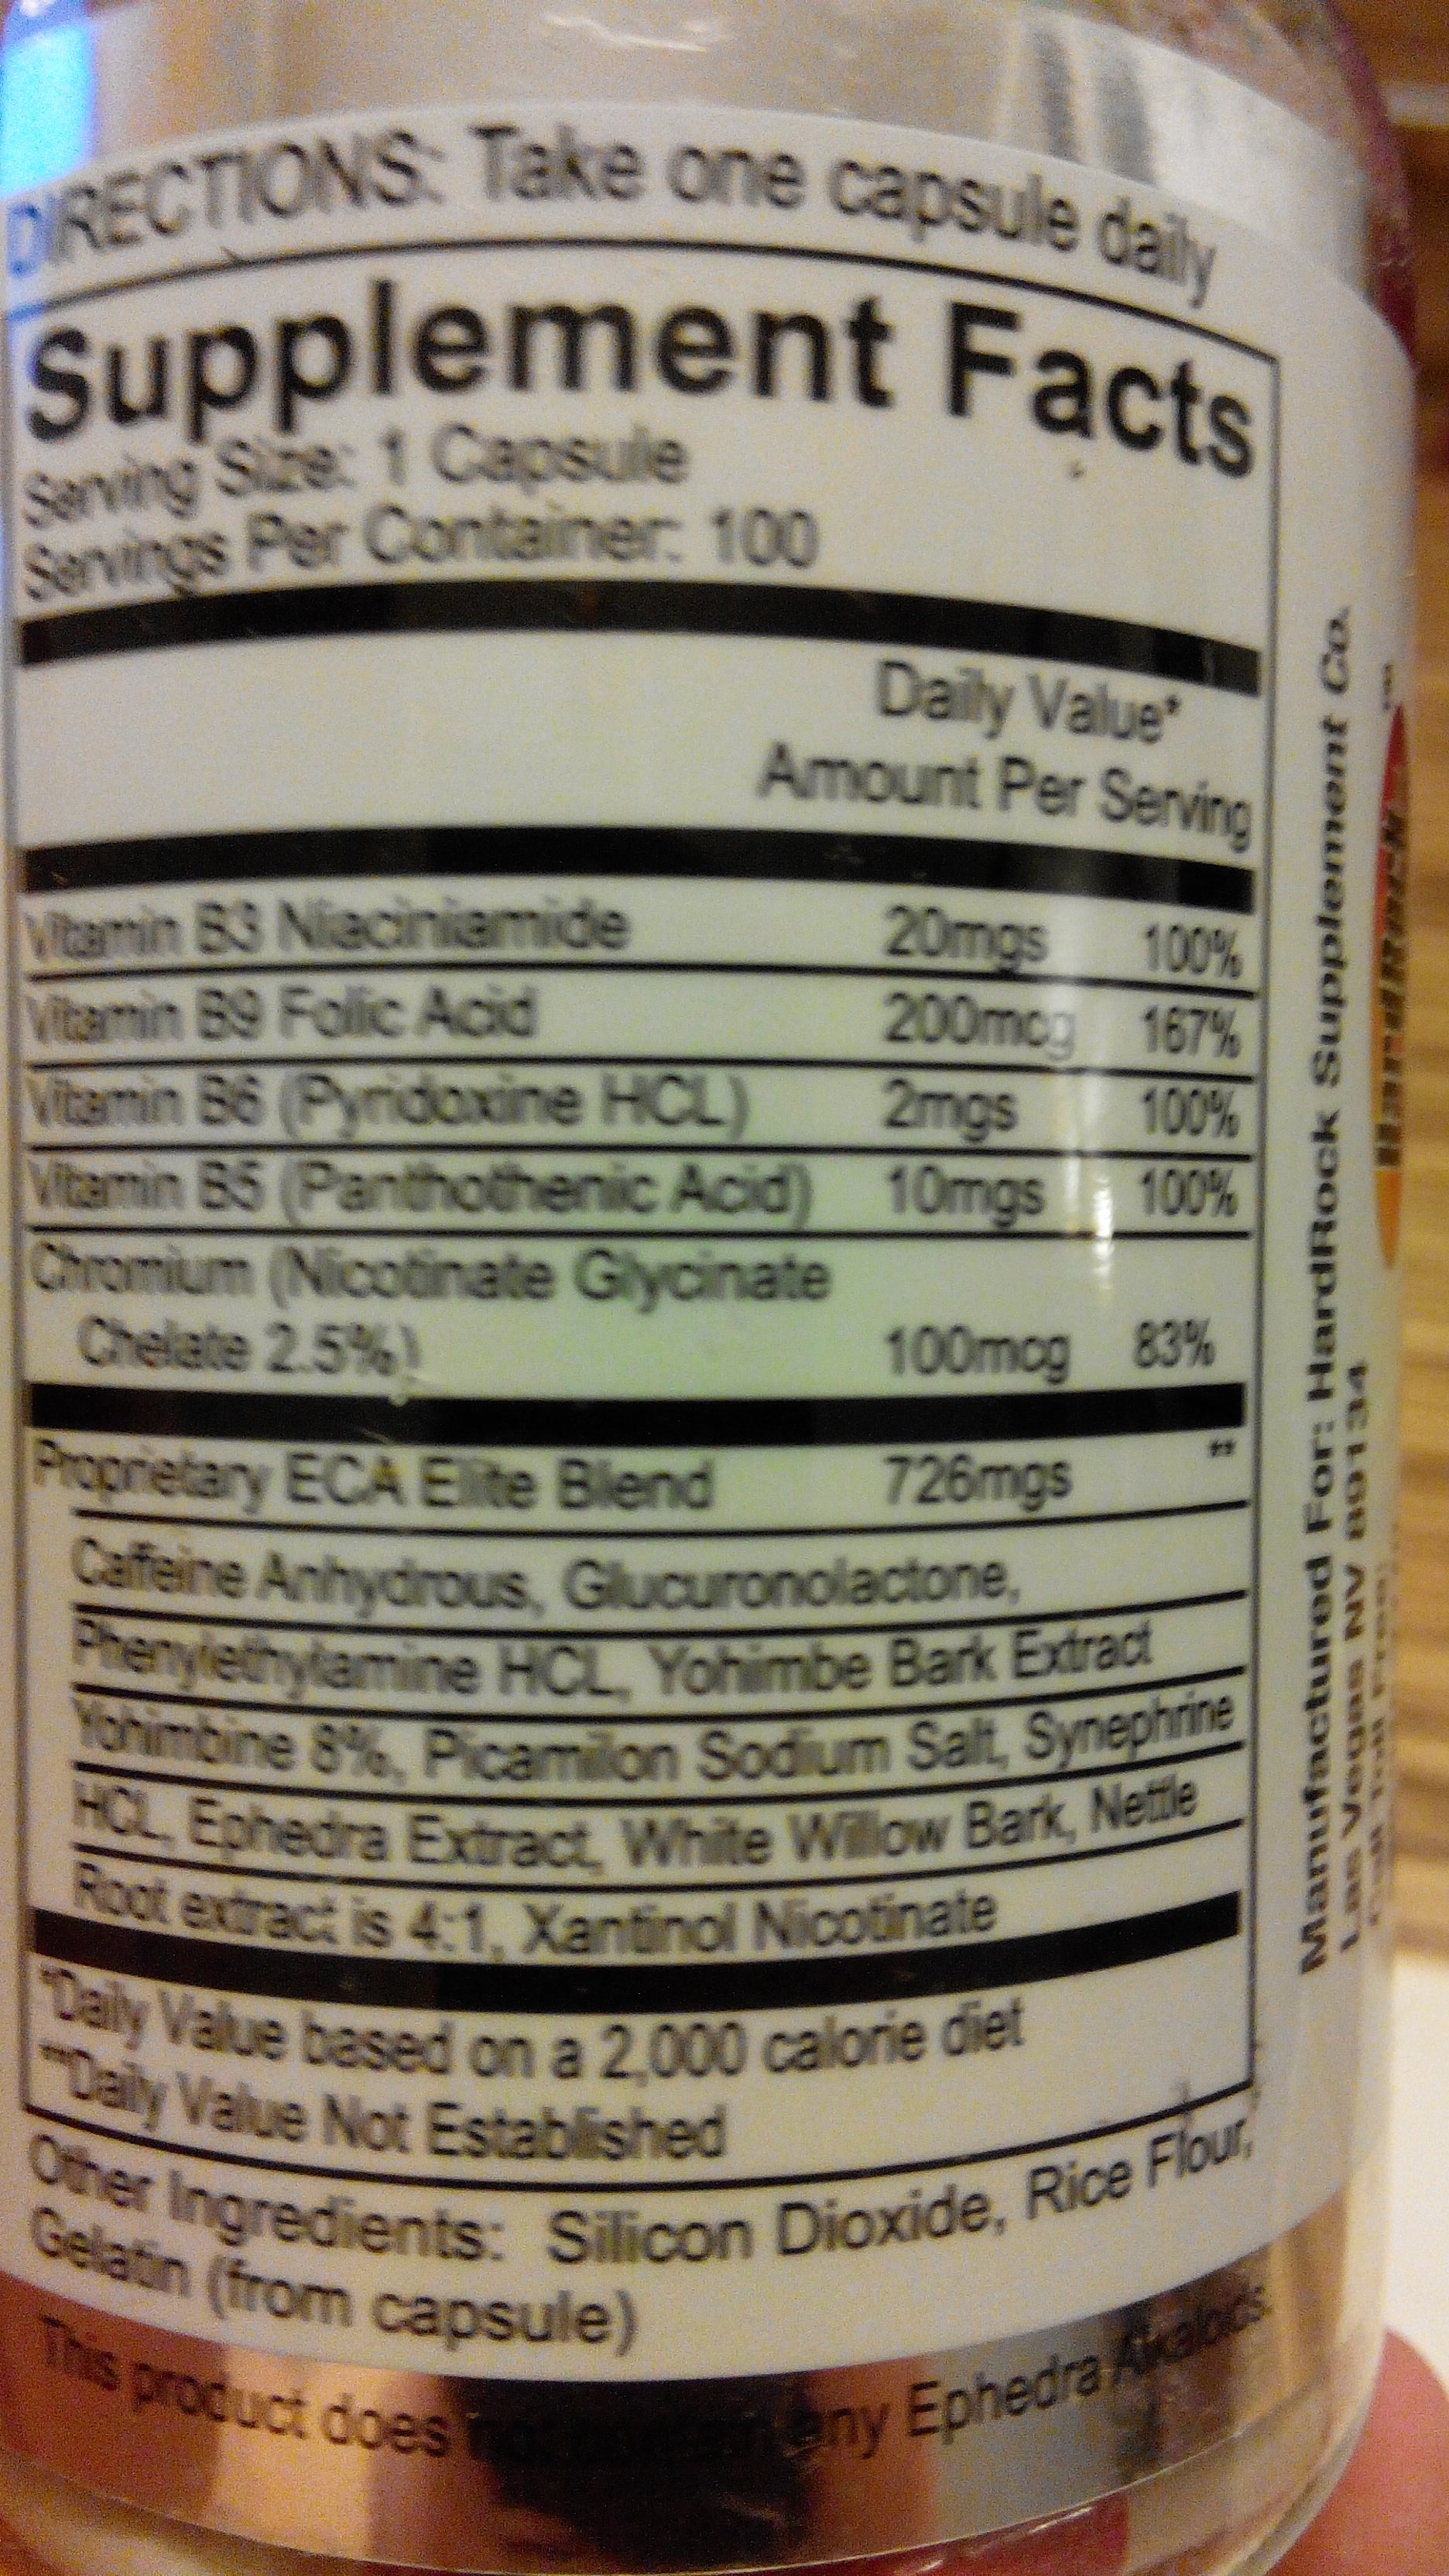 DIRECTIONS: Take one capsule daily
Supplement Facts
Serving Size: 1 Capsule
Servings Per Container: 100
Daily Value*
Amount Per Serving
Vitamin B3 Niaciniamide 20mgs 100%
Vitamin B9 Folic Acid 200mcg 167%
Vitamin B6 (Pyridoxine HCL) 2mgs 100%
Vitamin B5 (Panthothenic Acid) 10mgs 100%
Chromium (Nicotinate Glycinate
Chelate 2.5%) 100mcg 83%
Proprietary ECA Elite Blend 726mgs **
Caffeine Anhydrous, Glucuronolactone,
Phenylethylamine HCL, Yohimbe Bark Extract
Yohimbine 8%, Picamilon Sodium Salt, Synephrine
HCL, Ephedra Extract, White Willow Bark, Nettle
Root extract is 4:1, Xantinol Nicotinate
*Daily Value based on a 2,000 calorie diet
**Daily Value Not Established
Other Ingredients: Silicon Dioxide, Rice Flour,
Gelatin (from capsule)
This product does any Ephedra Alkaloids.
Manufactured For: HardRock Supplement Co.
Las Vegas NV 89134
Call Toll Free: